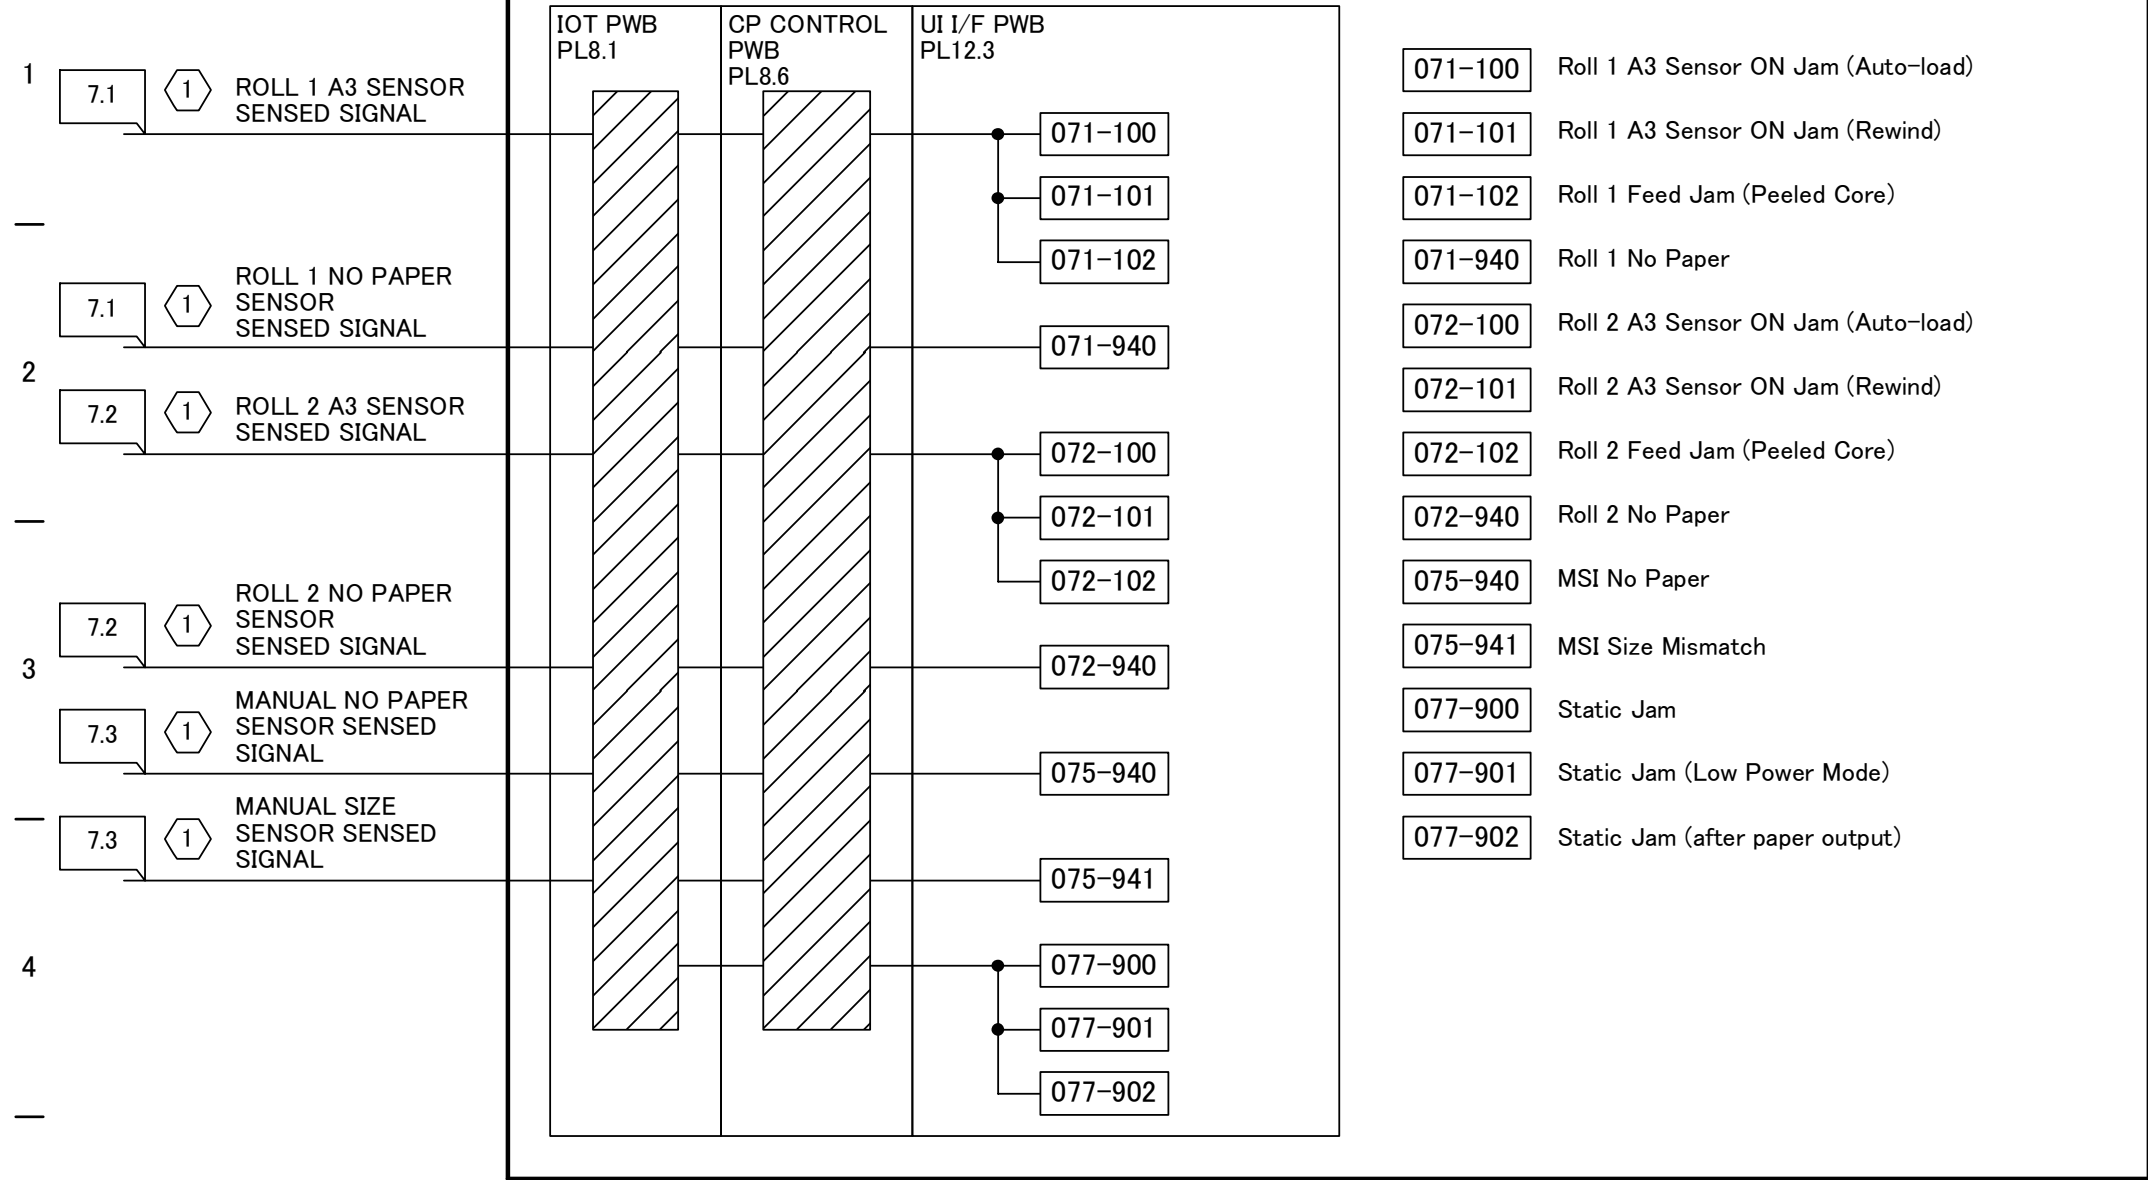 IOT PWB
PL8.1
CP CONTROL
PWB
PL8.6
UI I/F PWB
PL12.3
1
7.1
1
ROLL 1 A3 SENSOR
SENSED SIGNAL
071-100
071-101
071-102
7.1
1
ROLL 1 NO PAPER
SENSOR
SENSED SIGNAL
071-940
2
7.2
1
ROLL 2 A3 SENSOR
SENSED SIGNAL
072-100
072-101
072-102
7.2
1
ROLL 2 NO PAPER
SENSOR
SENSED SIGNAL
072-940
3
7.3
1
MANUAL NO PAPER
SENSOR SENSED
SIGNAL
075-940
7.3
1
MANUAL SIZE
SENSOR SENSED
SIGNAL
075-941
4
077-900
077-901
077-902
071-100 Roll 1 A3 Sensor ON Jam (Auto-load)
071-101 Roll 1 A3 Sensor ON Jam (Rewind)
071-102 Roll 1 Feed Jam (Peeled Core)
071-940 Roll 1 No Paper
072-100 Roll 2 A3 Sensor ON Jam (Auto-load)
072-101 Roll 2 A3 Sensor ON Jam (Rewind)
072-102 Roll 2 Feed Jam (Peeled Core)
072-940 Roll 2 No Paper
075-940 MSI No Paper
075-941 MSI Size Mismatch
077-900 Static Jam
077-901 Static Jam (Low Power Mode)
077-902 Static Jam (after paper output)